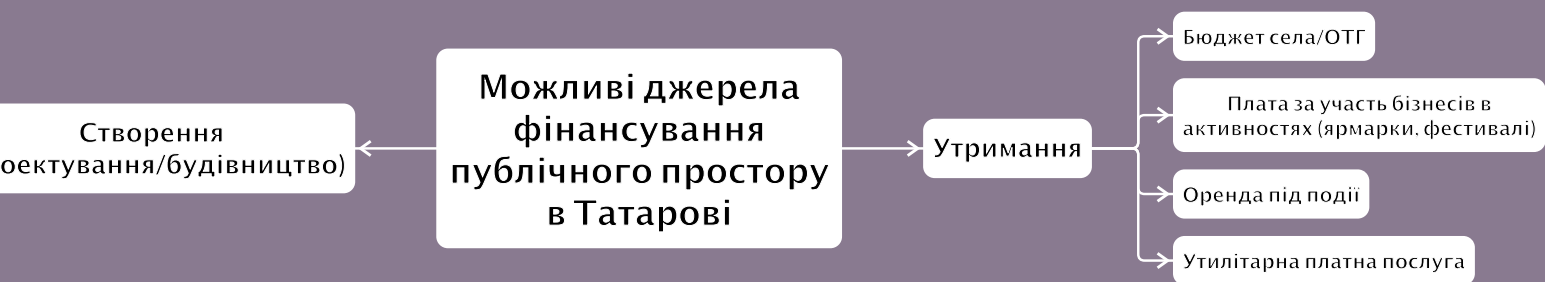 Створення
оектування/будівництво)
Можливі джерела
фінансування
публічного простору
в Татарові
Утримання
Бюджет села/ОТГ
Плата за участь бізнесів в
активностях (ярмарки, фестивалі)
Оренда під події
Утилітарна платна послуга